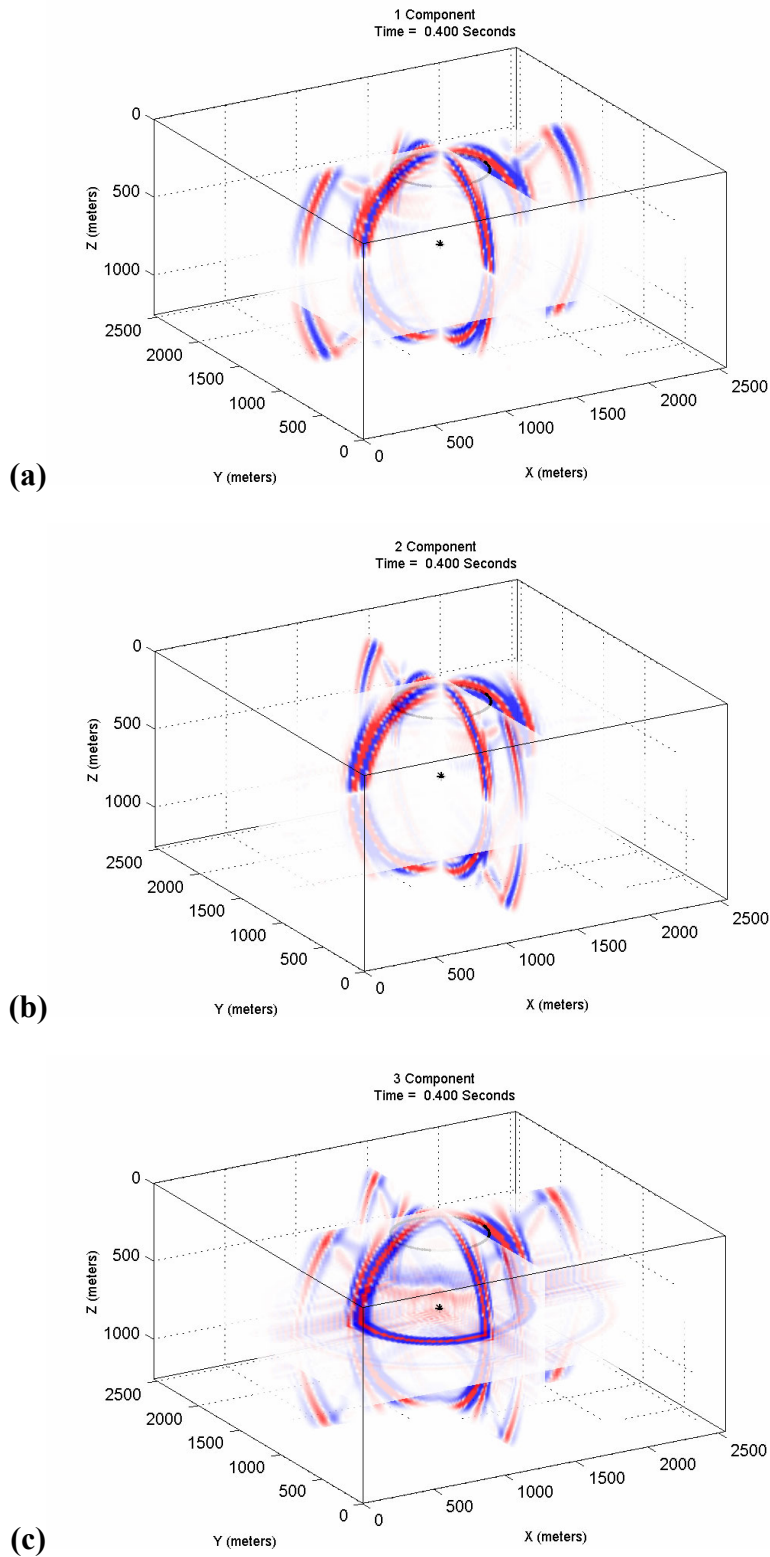 1 Component
Time = 0.400 Seconds
0
500
1000
Z (meters)
2500
2000
1500
1000
500
0
Y (meters)
0
500
1000
1500
2000
2500
X (meters)
(a)
2 Component
Time = 0.400 Seconds
0
500
1000
Z (meters)
2500
2000
1500
1000
500
0
Y (meters)
0
500
1000
1500
2000
2500
X (meters)
(b)
3 Component
Time = 0.400 Seconds
0
500
1000
Z (meters)
2500
2000
1500
1000
500
0
Y (meters)
0
500
1000
1500
2000
2500
X (meters)
(c)